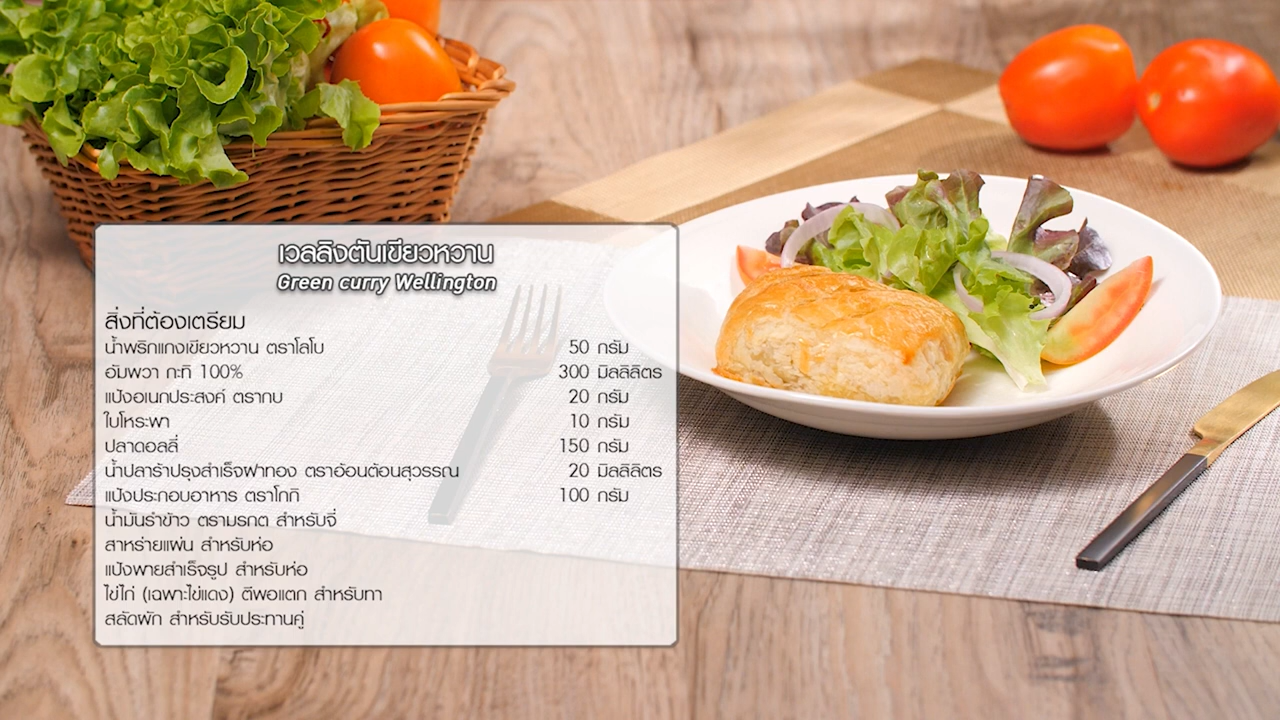 เวลลิงตันเขียวหวาน
Green curry Wellington
สิ่งที่ต้องเตรียม
น้ำพริกแกงเขียวหวาน ตราโลโบ 50 กรัม
อัมพวา กะทิ 100% 300 มิลลิลิตร
แป้งอเนกประสงค์ ตรากบ 20 กรัม
ใบโหระพา 10 กรัม
ปลาดอลลี่ 150 กรัม
น้ำปลาร้าปรุงสำเร็จฝาทอง ตราอ้อนต้อนสุวรรณ 20 มิลลิลิตร
แป้งประกอบอาหาร ตราโกกิ 100 กรัม
น้ำมันรำข้าว ตรามรกต สำหรับจี่
สาหร่ายแผ่น สำหรับห่อ
แป้งพายสำเร็จรูป สำหรับห่อ
ไข่ไก่ (เฉพาะไข่แดง) ตีพอแตก สำหรับทา
สลัดผัก สำหรับรับประทานคู่